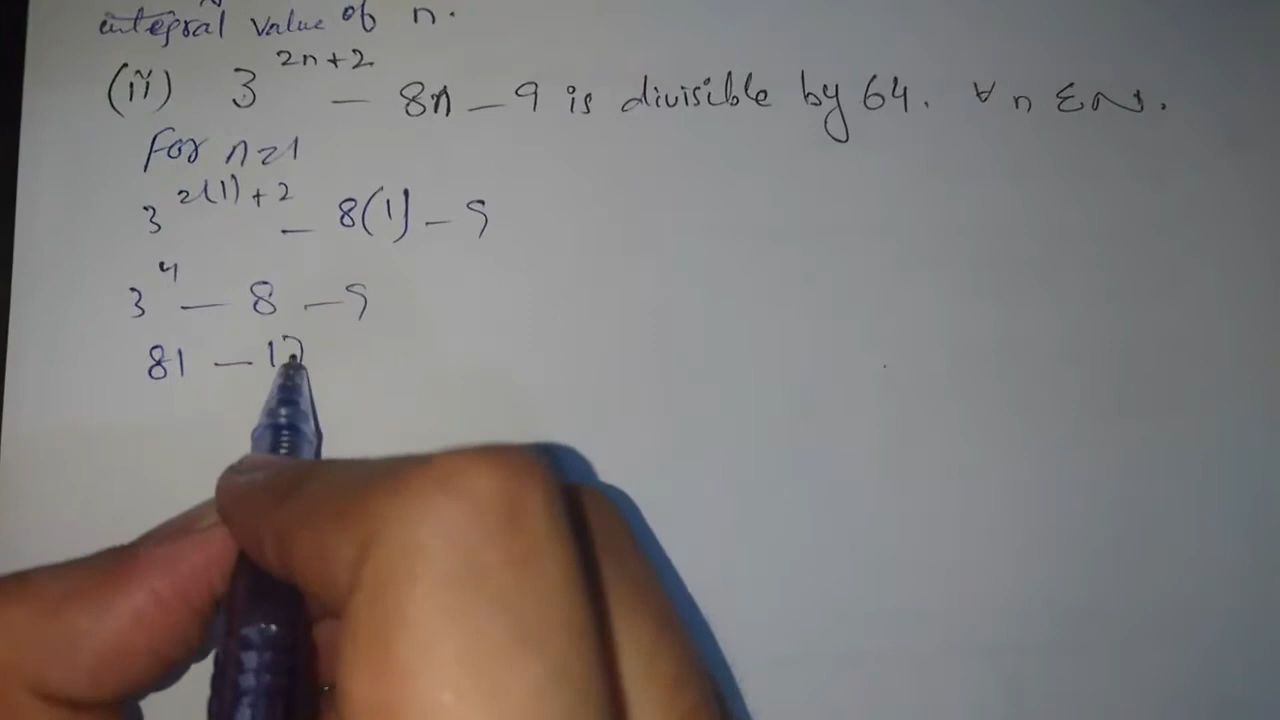 integral value of n.
(ii) 3^{2n+2} - 8n - 9 is divisible by 64. ∀ n ∈ N.
For n=1
3^{2(1)+2} - 8(1) - 9
3^4 - 8 - 9
81 - 17